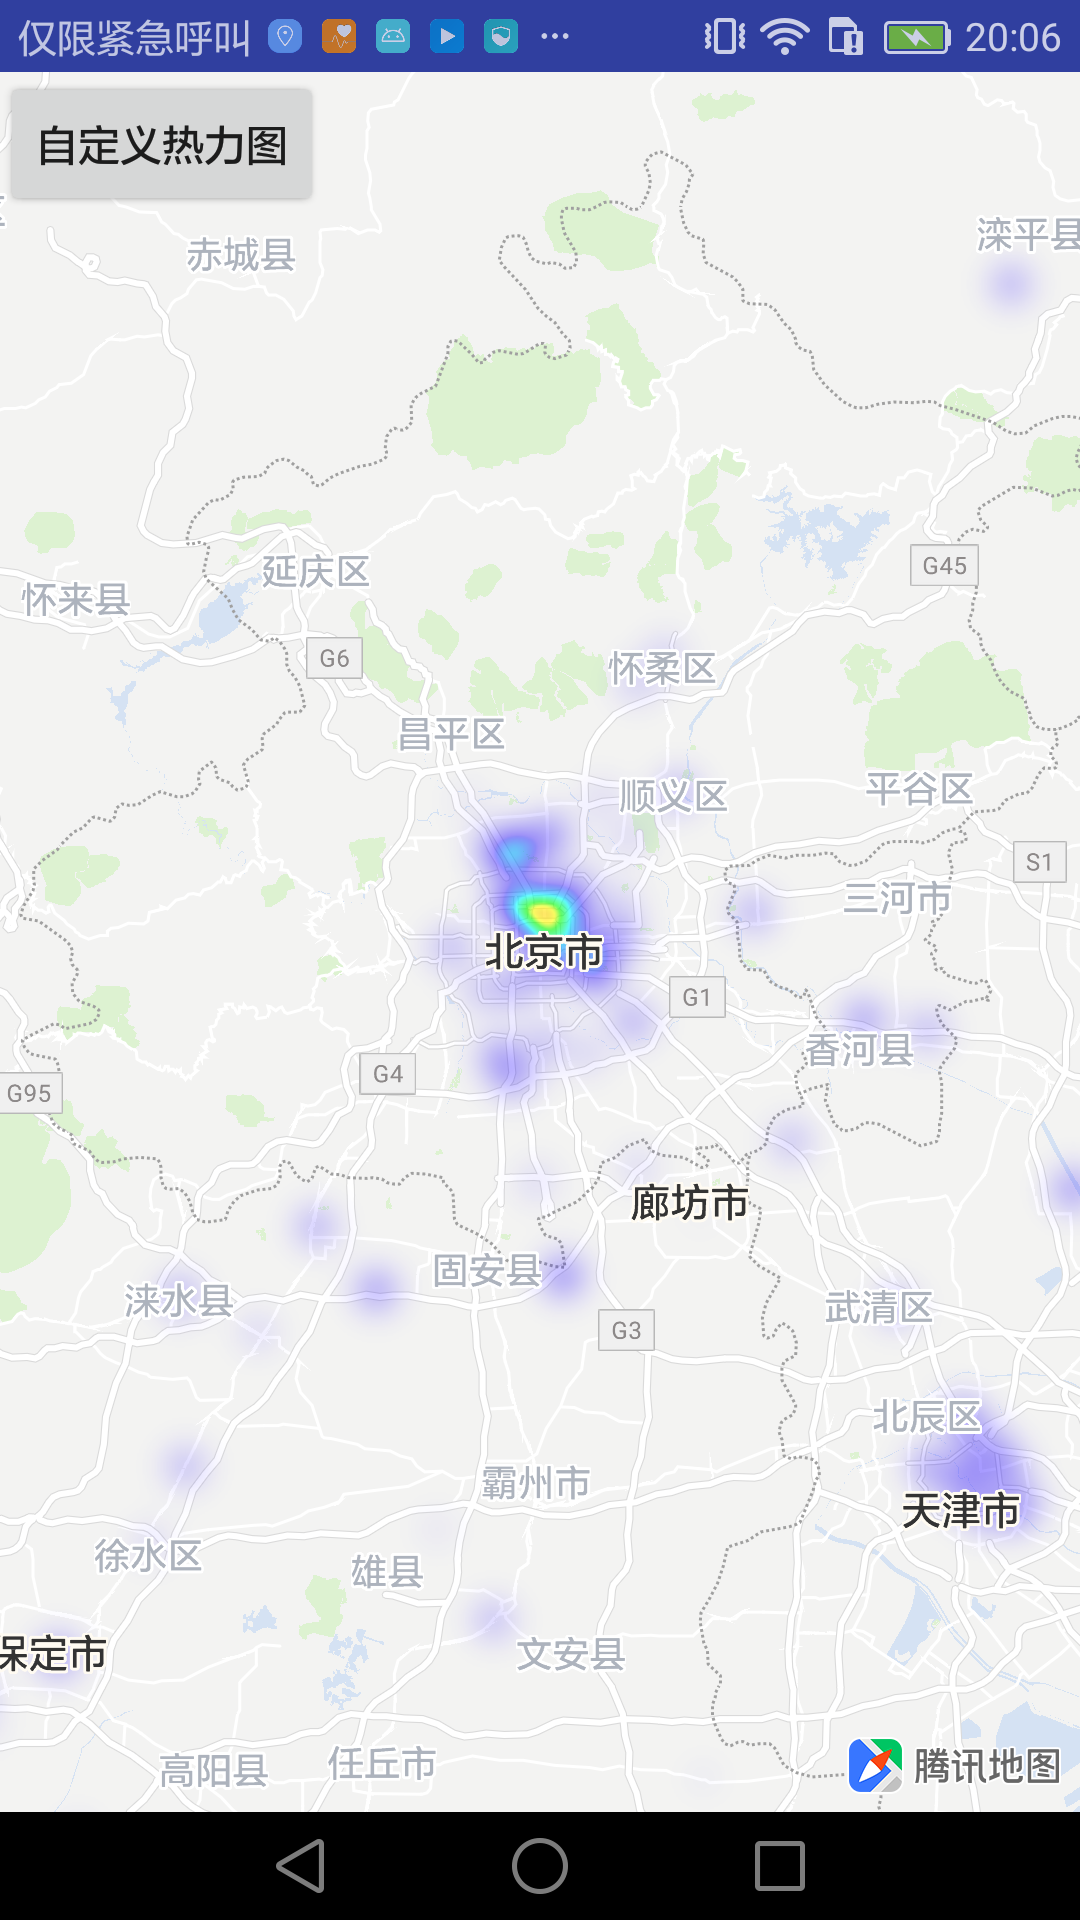 仅限紧急呼叫
20:06
自定义热力图
赤城县
滦平县
G45
延庆区
怀来县
G6
怀柔区
昌平区
顺义区
平谷区
S1
三河市
北京市
G1
香河县
G4
G95
廊坊市
固安县
涞水县
武清区
G3
北辰区
霸州市
天津市
徐水区
雄县
保定市
文安县
高阳县
任丘市
腾讯地图